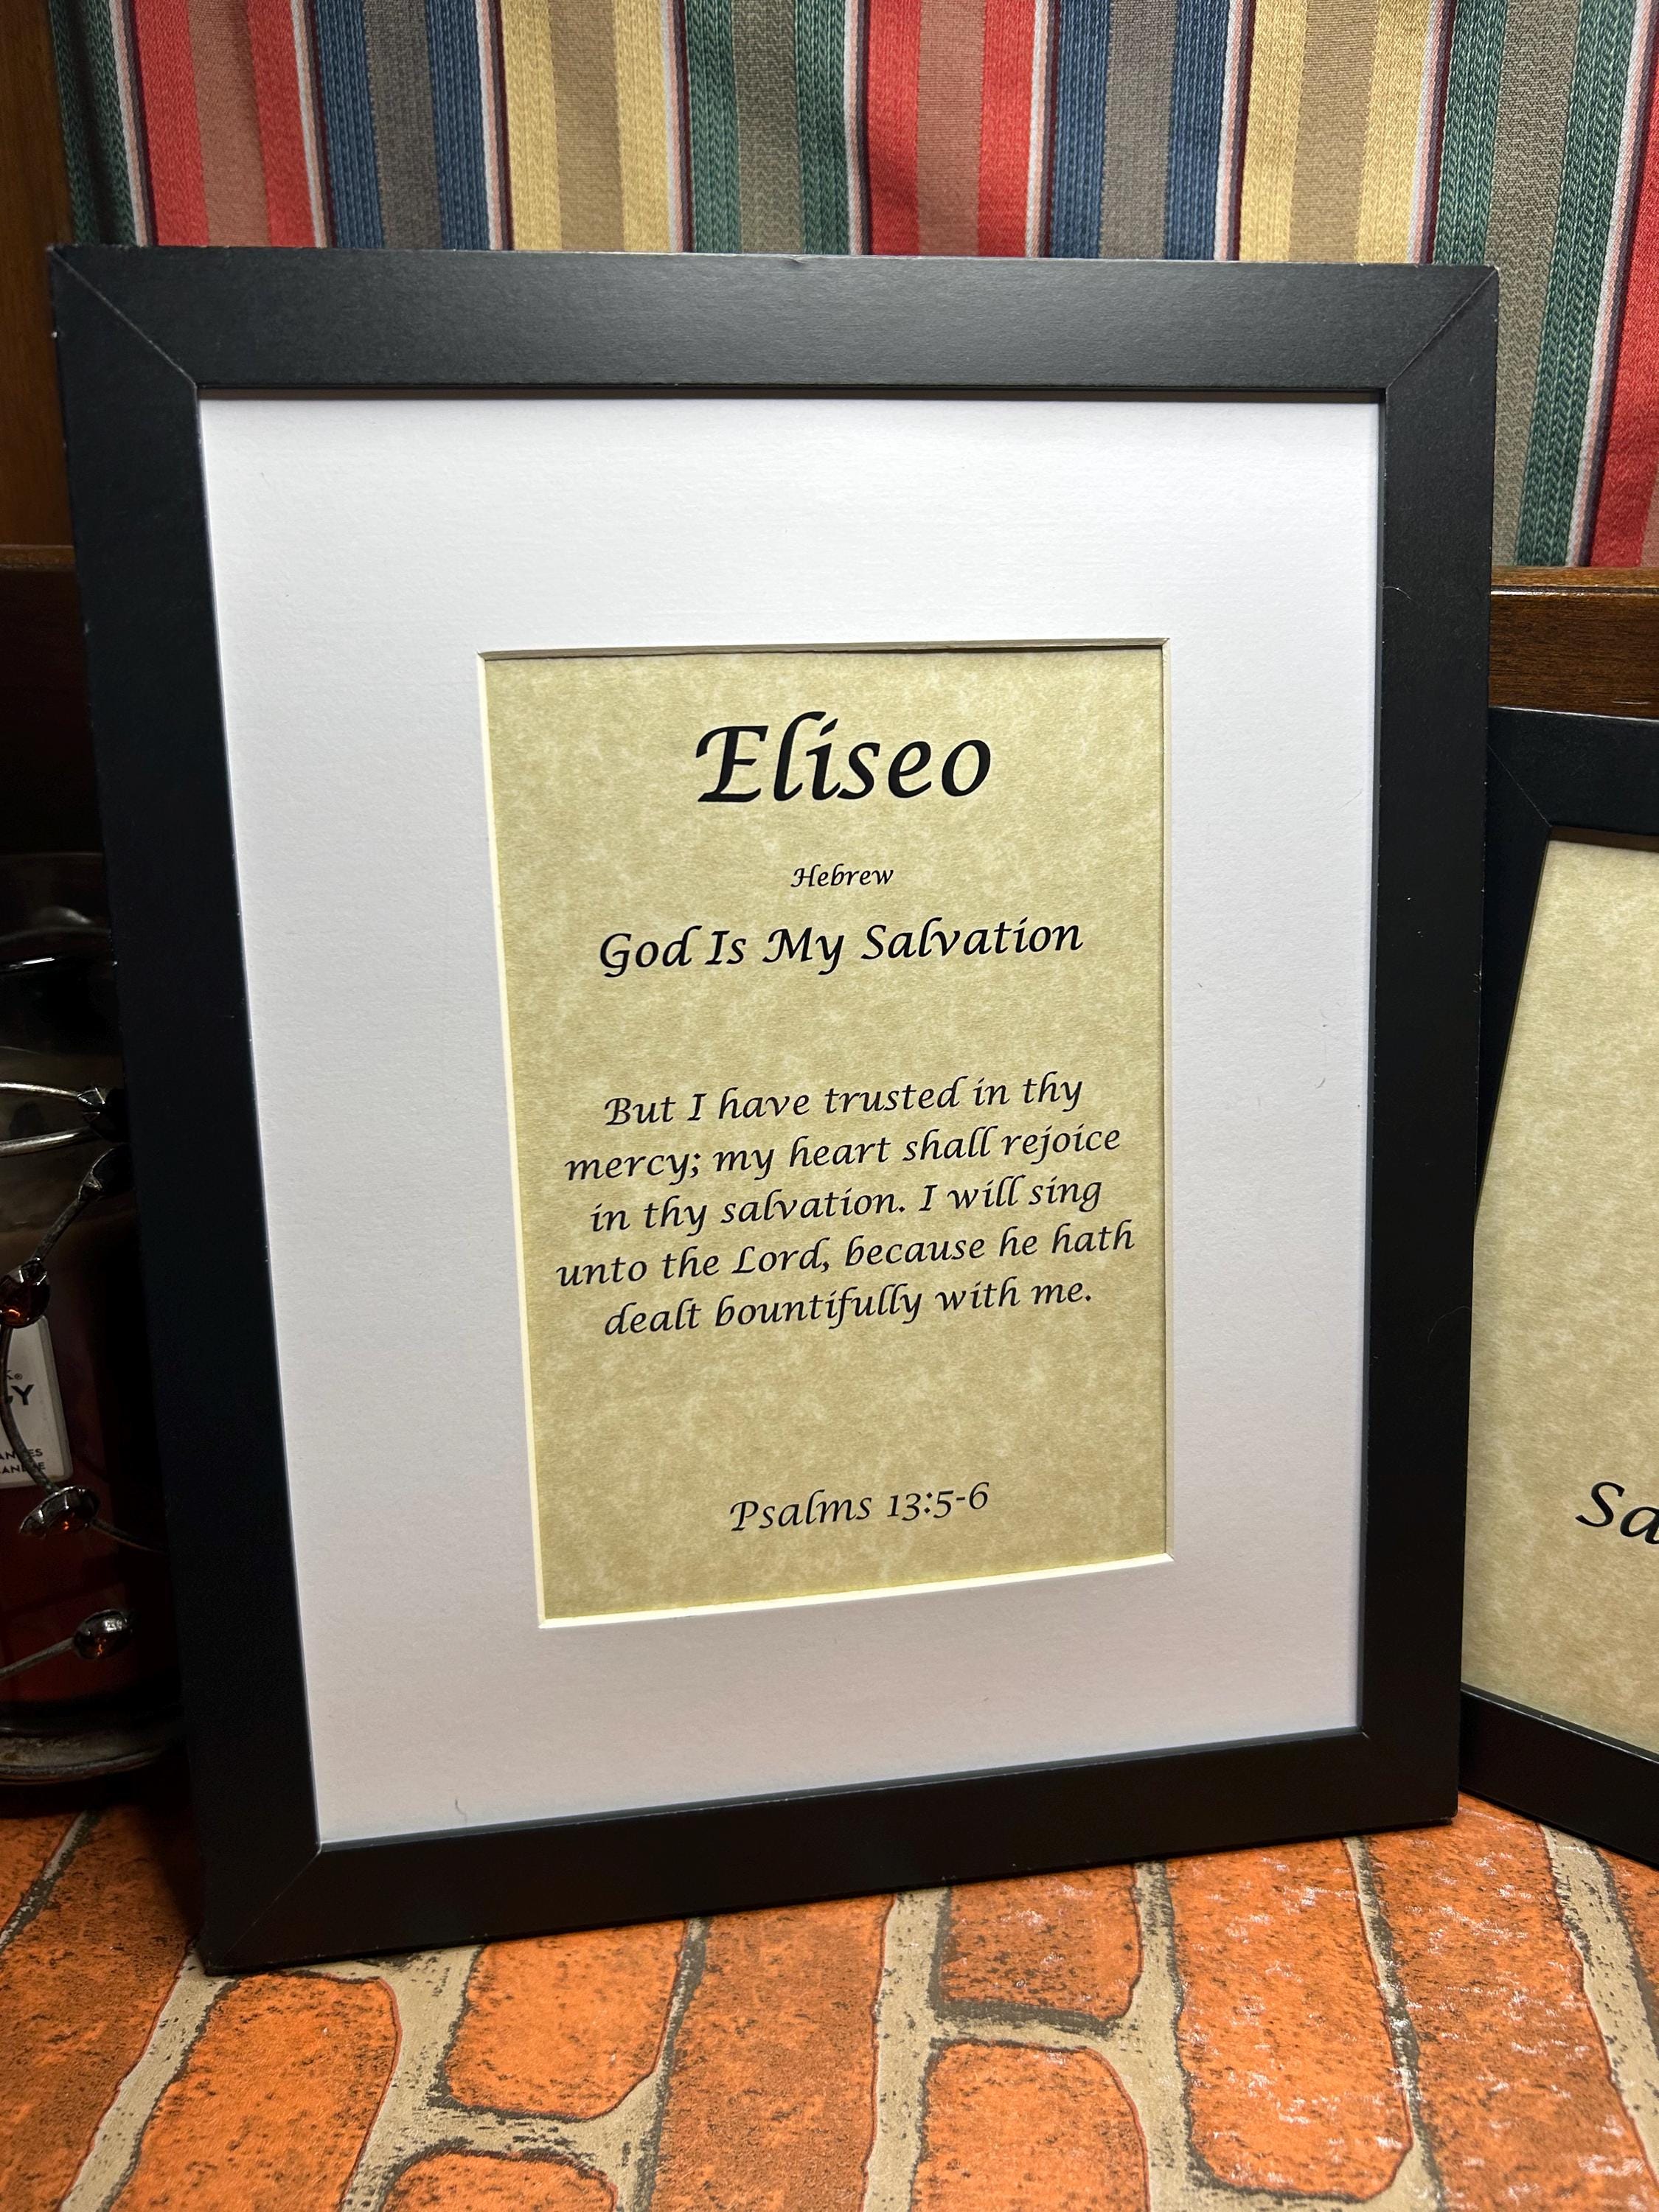 Eliseo
Hebrew
God Is My Salvation
But I have trusted in thy
mercy; my heart shall rejoice
in thy salvation. I will sing
unto the Lord, because he hath
dealt bountifully with me.
Psalms 13:5-6